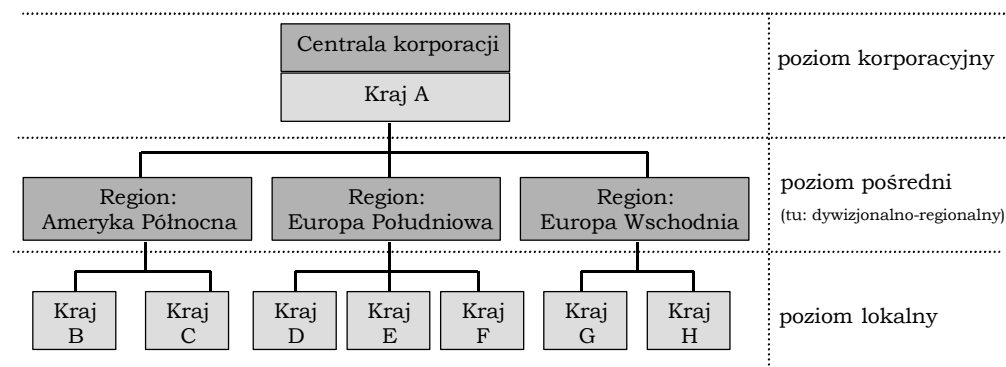 Centrala korporacji
Kraj A
poziom korporacyjny
Region:
Ameryka Północna
Region:
Europa Południowa
Region:
Europa Wschodnia
poziom pośredni
(tu: dywizjonalno-regionalny)
Kraj
B
Kraj
C
Kraj
D
Kraj
E
Kraj
F
Kraj
G
Kraj
H
poziom lokalny